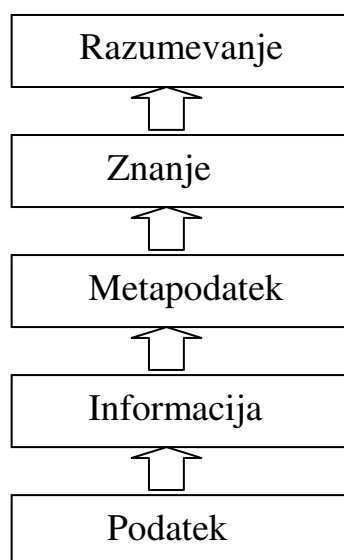 Razumevanje
Znanje
Metapodatek
Informacija
Podatek